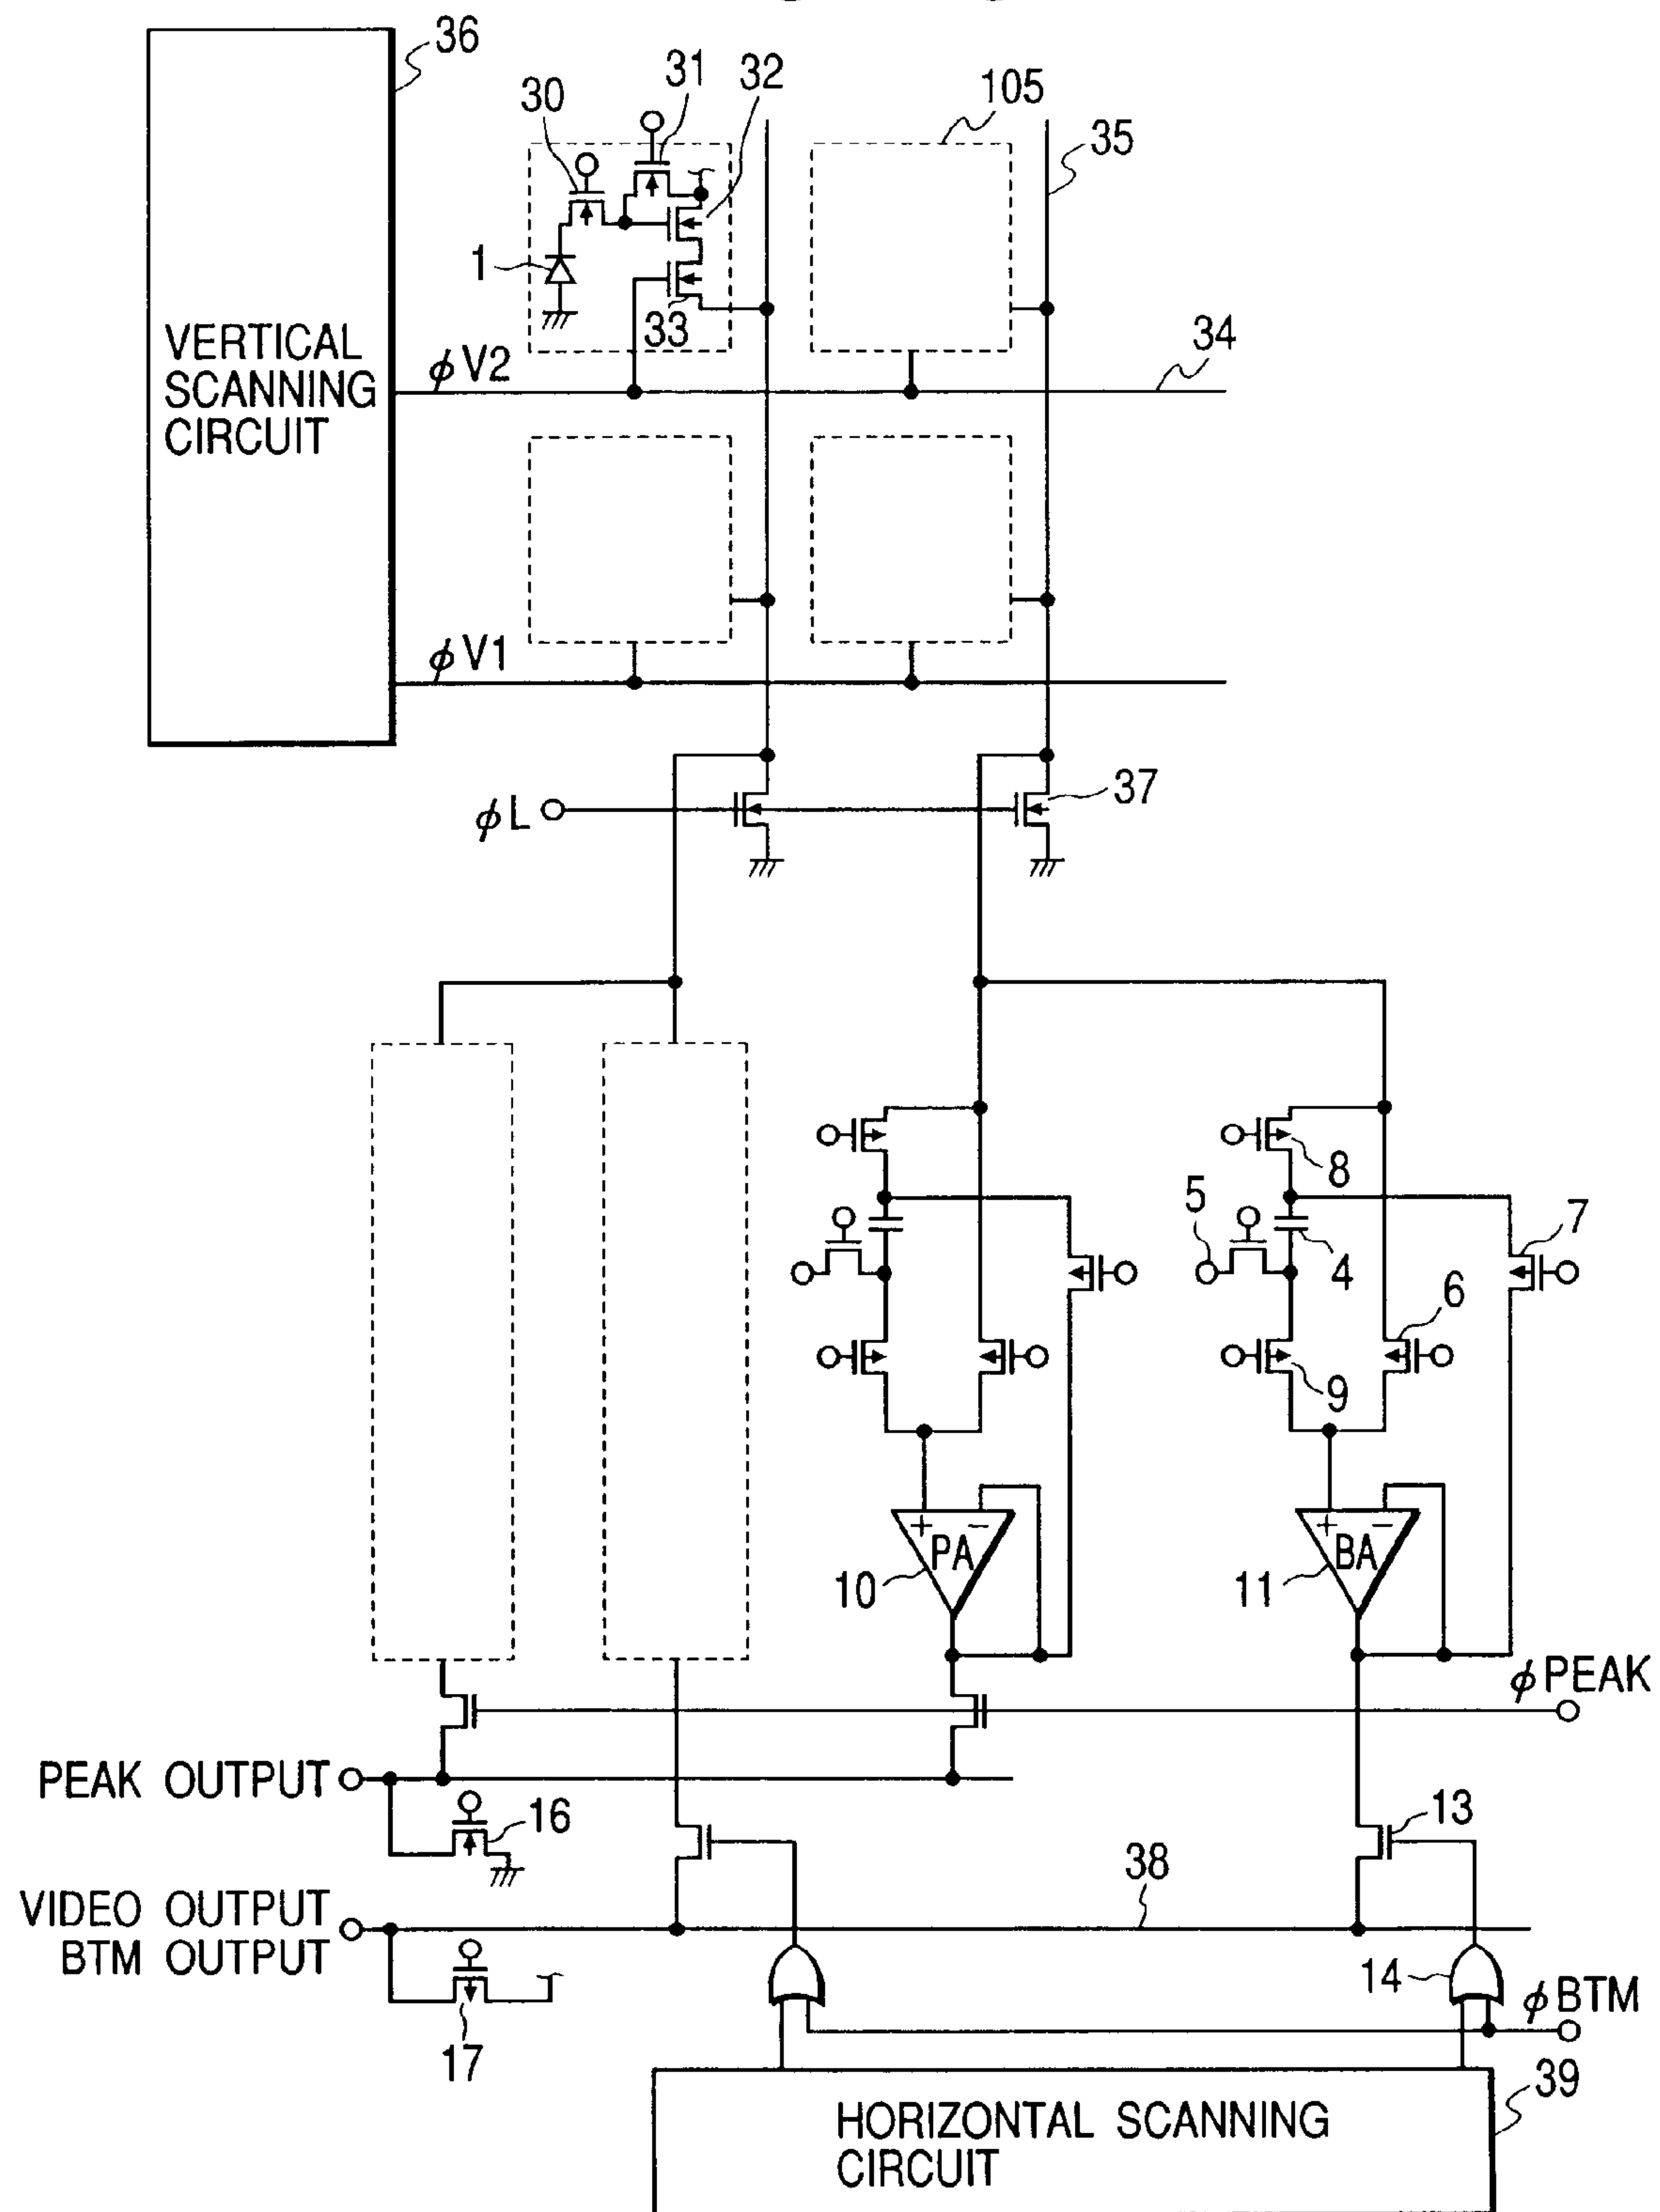 36
30
31
32
105
35
1
33
34
VERTICAL
SCANNING
CIRCUIT
φV2
φV1
φL
37
8
5
4
7
6
9
+ −
PA
10
+ −
BA
11
φPEAK
PEAK OUTPUT
16
13
38
VIDEO OUTPUT
BTM OUTPUT
17
14
φBTM
39
HORIZONTAL SCANNING
CIRCUIT